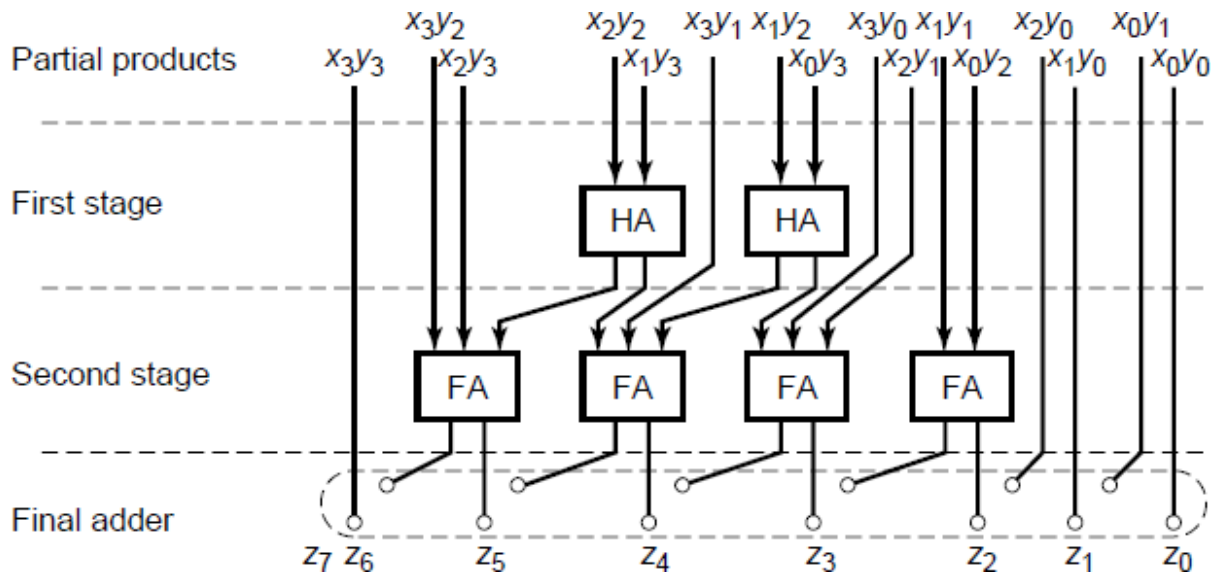 x₃y₂ x₂y₂ x₃y₁ x₁y₂ x₃y₀ x₁y₁ x₂y₀ x₀y₁
Partial products x₃y₃ x₂y₃ x₁y₃ x₀y₃ x₂y₁ x₀y₂ x₁y₀ x₀y₀
First stage HA HA
Second stage FA FA FA FA
Final adder
z₇ z₆ z₅ z₄ z₃ z₂ z₁ z₀